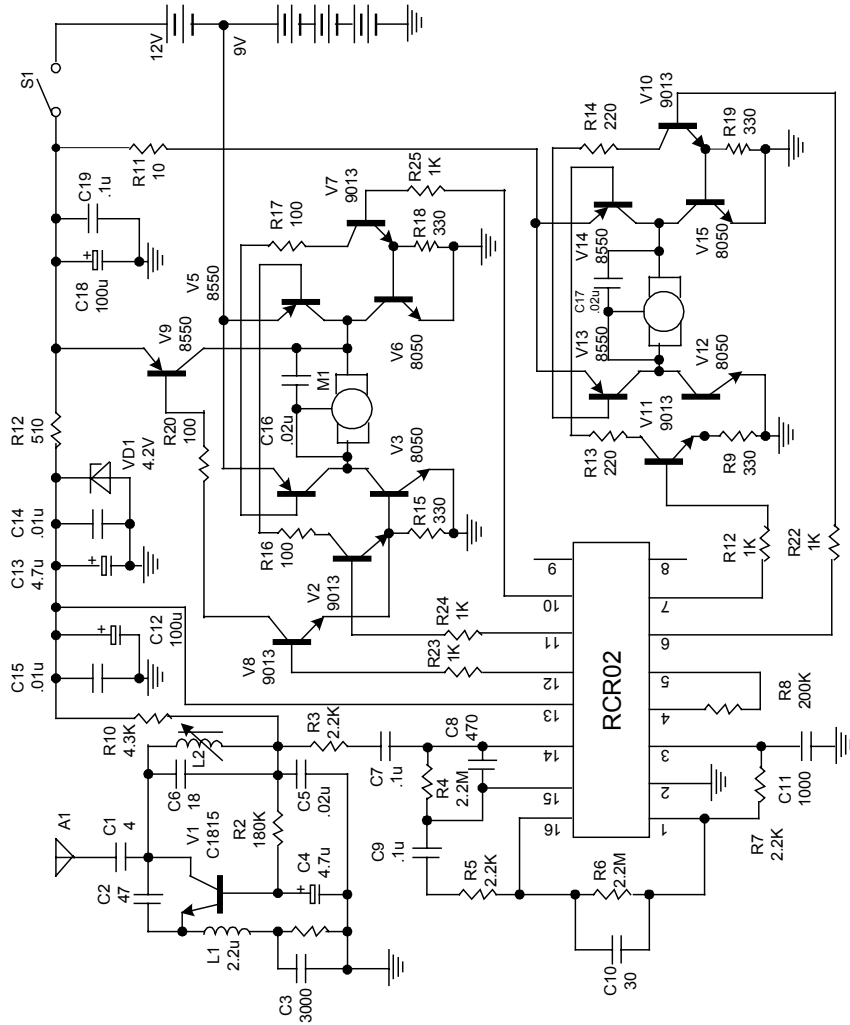 A1
C1
4
C2
47
V1
C1815
C6
18
L1
2.2u
C3
3000
C4
4.7u
R2
180K
C5
.02u
L2
R10
4.3K
R3
2.2K
C7
.1u
R4
2.2M
C8
470
C9
.1u
R5
2.2K
R6
2.2M
C10
30
R7
2.2K
C11
1000
R8
200K
C15
.01u
C12
100u
C13
4.7u
C14
.01u
VD1
4.2V
R12
510
C18
100u
C19
.1u
S1
12V
9V
R11
10
V9
8550
R20
100
V8
9013
R23
1K
R24
1K
V2
9013
R16
100
R15
330
V3
8050
C16
.02u
M1
V5
8550
V6
8050
R17
100
V7
9013
R18
330
R25
1K
RCR02
16
15
14
13
12
11
10
9
1
2
3
4
5
6
7
8
R12
1K
R22
1K
V11
9013
R13
220
R9
330
V13
8550
V12
8050
C17
.02u
V14
8550
V15
8050
R14
220
V10
9013
R19
330